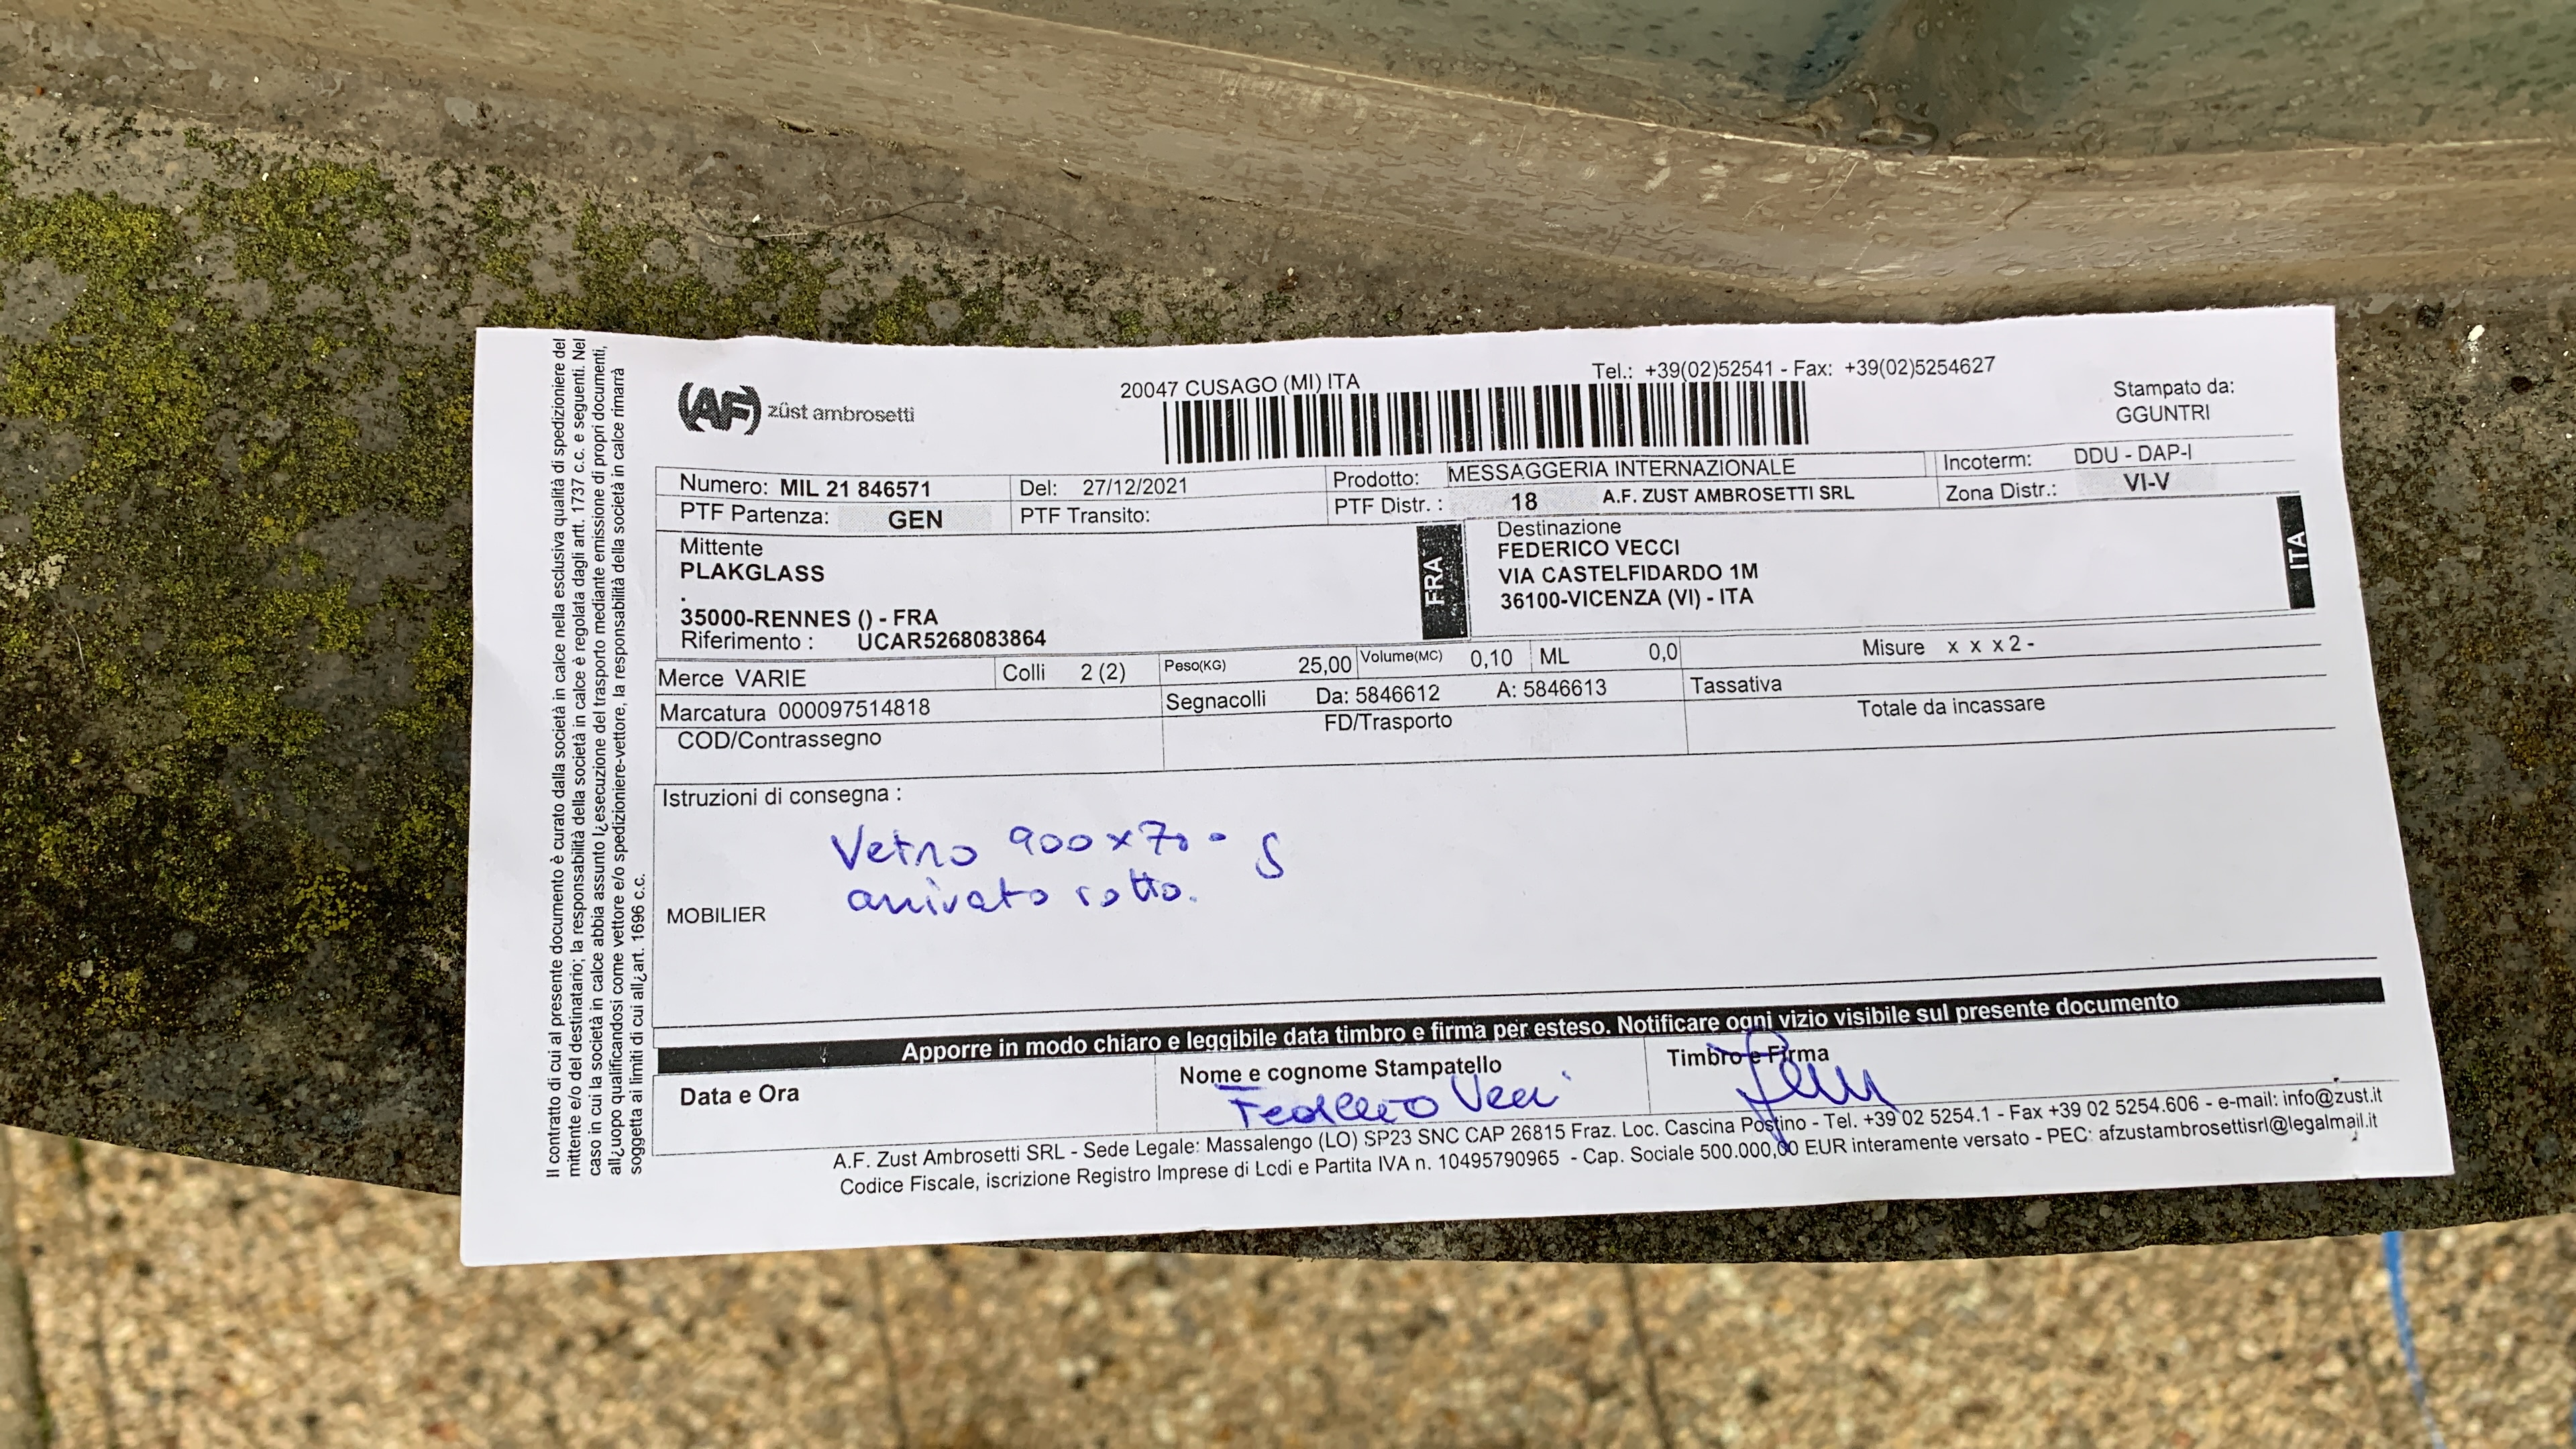 (AF) züst ambrosetti
20047 CUSAGO (MI) ITA
Tel.: +39(02)52541 - Fax: +39(02)5254627
Stampato da:
GGUNTRI
Numero: MIL 21 846571
Del: 27/12/2021
Prodotto: MESSAGGERIA INTERNAZIONALE
Incoterm: DDU - DAP-I
PTF Partenza: GEN
PTF Transito:
PTF Distr. : 18 A.F. ZUST AMBROSETTI SRL
Zona Distr.: VI-V
Mittente
PLAKGLASS
.
35000-RENNES () - FRA
Riferimento : UCAR5268083864
FRA
Destinazione
FEDERICO VECCI
VIA CASTELFIDARDO 1M
36100-VICENZA (VI) - ITA
ITA
Merce VARIE
Colli 2 (2)
Peso(KG) 25,00
Volume(MC) 0,10
ML 0,0
Misure x x x 2 -
Marcatura 000097514818
Segnacolli Da: 5846612 A: 5846613
Tassativa
COD/Contrassegno
FD/Trasporto
Totale da incassare
Istruzioni di consegna :
Vetro 900x70
arrivato rotto.
MOBILIER
Apporre in modo chiaro e leggibile data timbro e firma per esteso. Notificare ogni vizio visibile sul presente documento
Data e Ora
Nome e cognome Stampatello
Federico Vecci
Timbro e Firma
A.F. Zust Ambrosetti SRL - Sede Legale: Massalengo (LO) SP23 SNC CAP 26815 Fraz. Loc. Cascina Postino - Tel. +39 02 5254.1 - Fax +39 02 5254.606 - e-mail: info@zust.it
Codice Fiscale, iscrizione Registro Imprese di Lodi e Partita IVA n. 10495790965 - Cap. Sociale 500.000,00 EUR interamente versato - PEC: afzustambrosettisrl@legalmail.it
Il contratto di cui al presente documento è curato dalla società in calce nella esclusiva qualità di spedizioniere del
mittente e/o del destinatario; la responsabilità della società in calce è regolata dagli artt. 1737 c.c. e seguenti. Nel
caso in cui la società in calce abbia assunto l¿esecuzione del trasporto mediante emissione di propri documenti,
all¿uopo qualificandosi come vettore e/o spedizioniere-vettore, la responsabilità della società in calce rimarrà
soggetta ai limiti di cui all¿art. 1696 c.c.